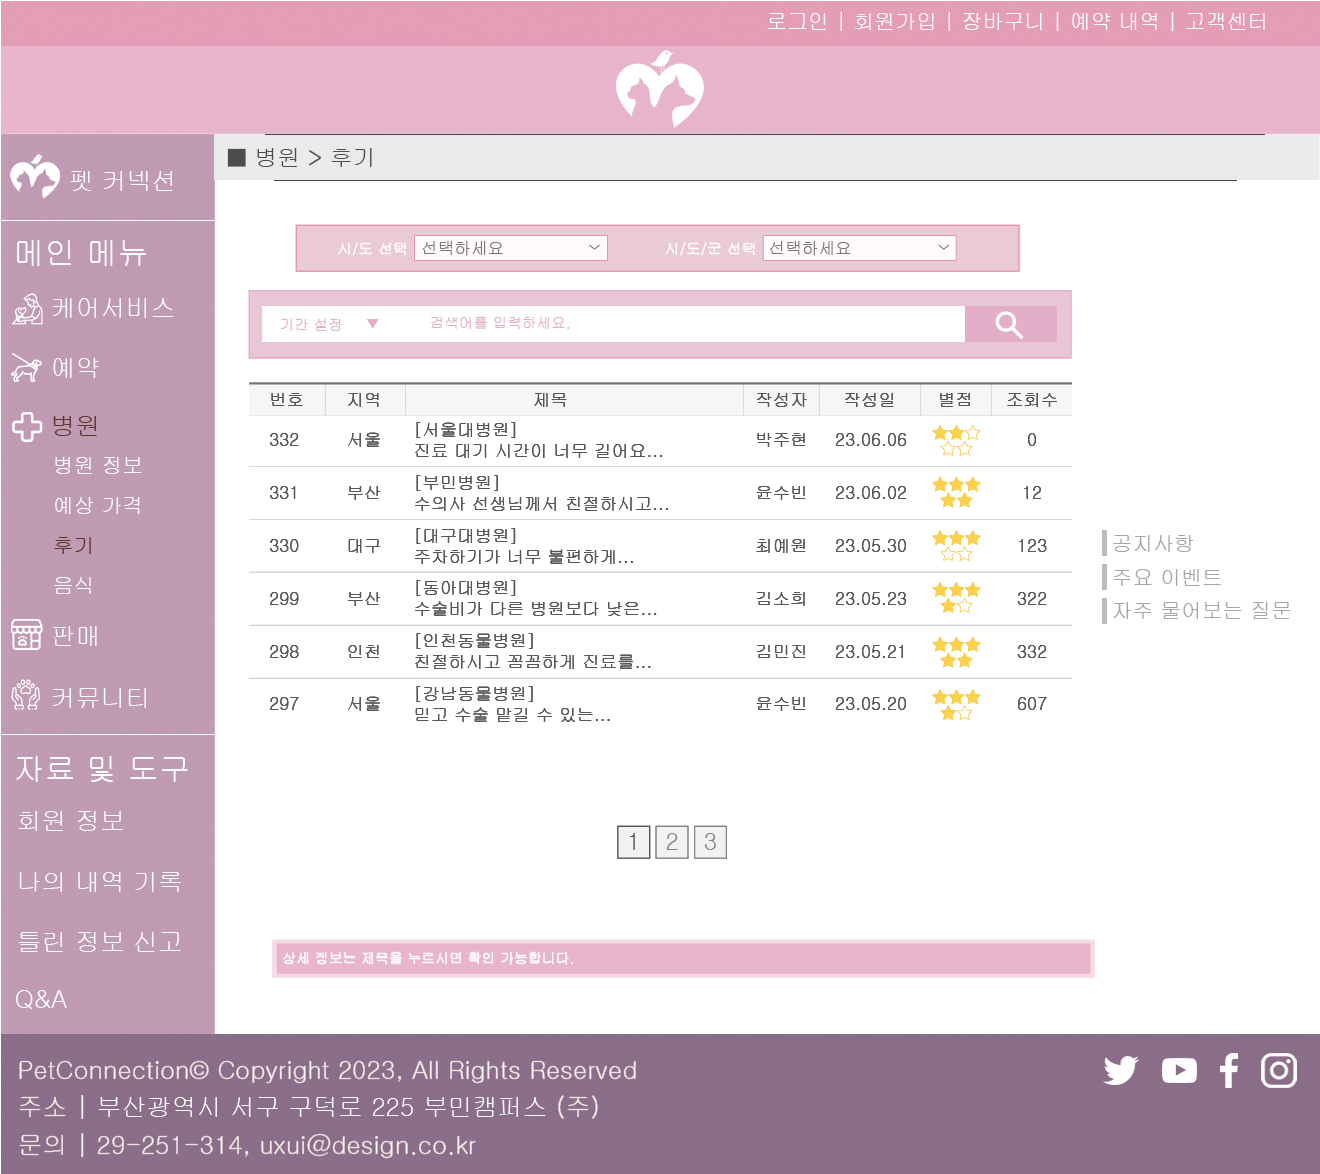 로그인 | 회원가입 | 장바구니 | 예약 내역 | 고객센터
펫 커넥션
■ 병원 > 후기
메인 메뉴
케어서비스
예약
병원
병원 정보
예상 가격
후기
음식
판매
커뮤니티
자료 및 도구
회원 정보
나의 내역 기록
틀린 정보 신고
Q&A
시/도 선택 선택하세요 시/도/군 선택 선택하세요
기간 설정 ▼ 검색어를 입력하세요.
번호 지역 제목 작성자 작성일 별점 조회수
332 서울 [서울대병원] 박주현 23.06.06 ★★☆☆☆ 0
진료 대기 시간이 너무 길어요...
331 부산 [부민병원] 윤수빈 23.06.02 ★★★★★ 12
수의사 선생님께서 친절하시고...
330 대구 [대구대병원] 최예원 23.05.30 ★★★☆☆ 123
주차하기가 너무 불편하게...
299 부산 [동아대병원] 김소희 23.05.23 ★★★★☆ 322
수술비가 다른 병원보다 낮은...
298 인천 [인천동물병원] 김민진 23.05.21 ★★★★★ 332
친절하시고 꼼꼼하게 진료를...
297 서울 [강남동물병원] 윤수빈 23.05.20 ★★★★☆ 607
믿고 수술 맡길 수 있는...
공지사항
주요 이벤트
자주 물어보는 질문
1 2 3
상세 정보는 제목을 누르시면 확인 가능합니다.
PetConnection© Copyright 2023, All Rights Reserved
주소 | 부산광역시 서구 구덕로 225 부민캠퍼스 (주)
문의 | 29-251-314, uxui@design.co.kr